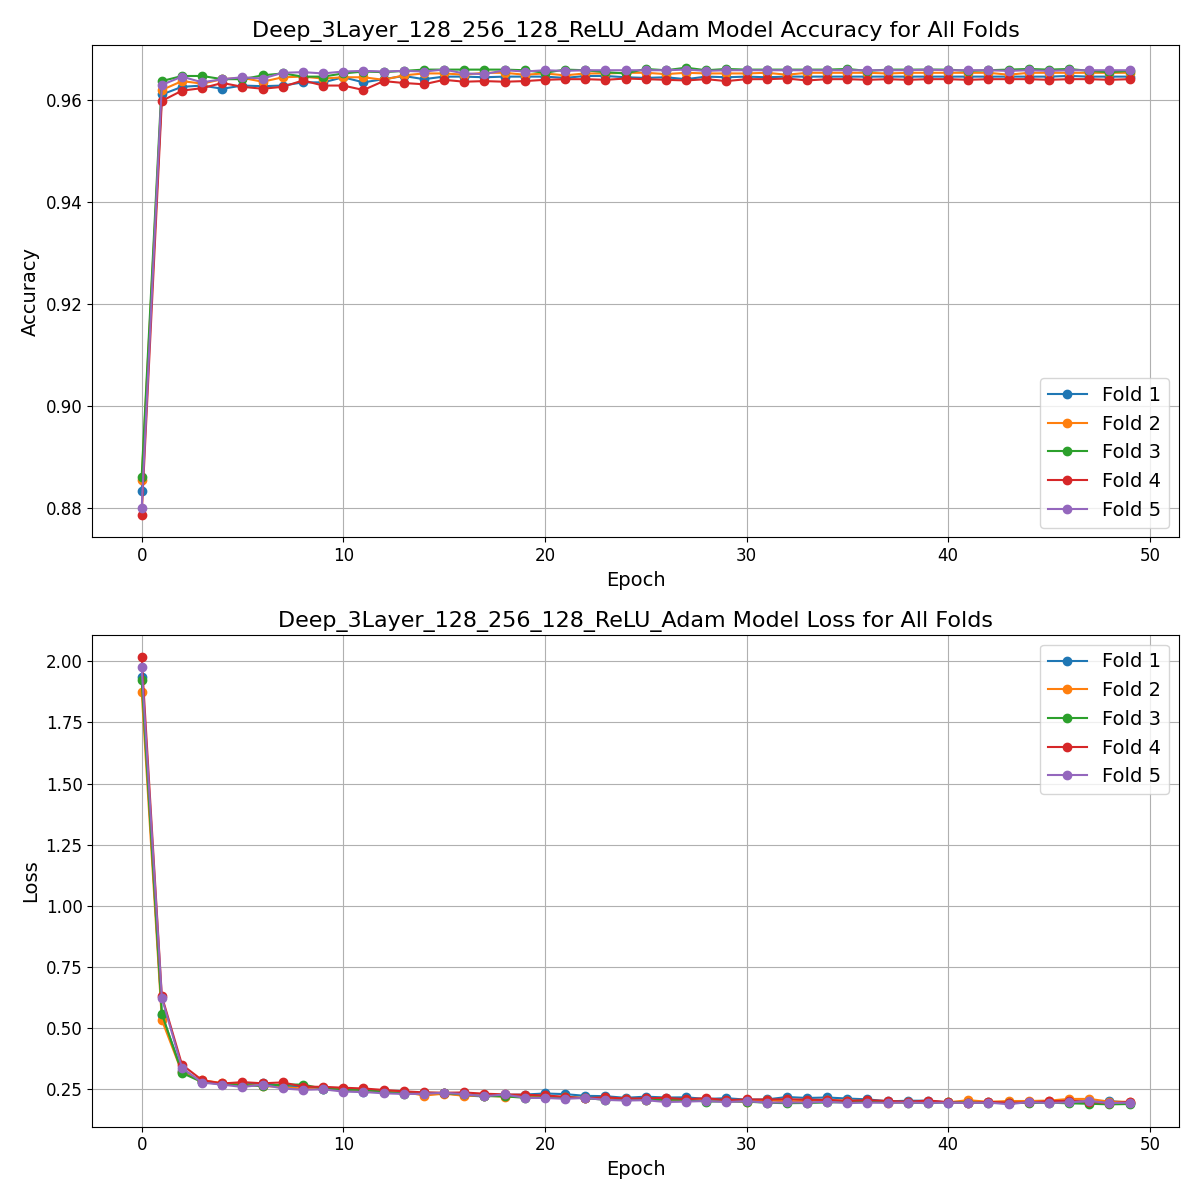 Deep_3Layer_128_256_128_ReLU_Adam Model Accuracy for All Folds
Accuracy
0.96
0.94
0.92
0.90
0.88
Fold 1
Fold 2
Fold 3
Fold 4
Fold 5
0 10 20 30 40 50
Epoch
Deep_3Layer_128_256_128_ReLU_Adam Model Loss for All Folds
Loss
2.00
1.75
1.50
1.25
1.00
0.75
0.50
0.25
Fold 1
Fold 2
Fold 3
Fold 4
Fold 5
0 10 20 30 40 50
Epoch